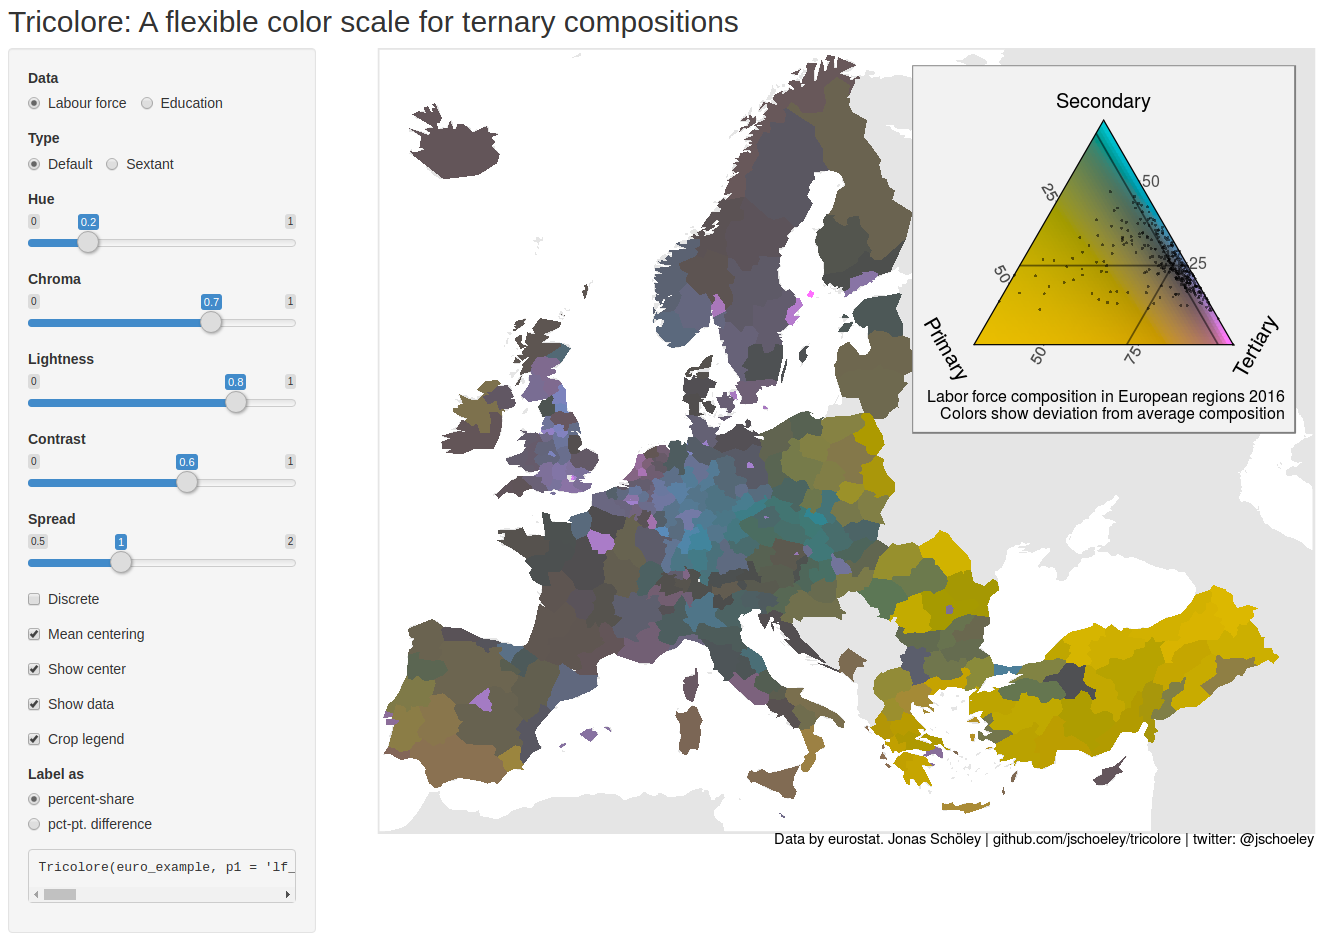 Tricolore: A flexible color scale for ternary compositions
Data
Labour force Education
Type
Default Sextant
Hue
0 0.2 1
Chroma
0 0.7 1
Lightness
0 0.8 1
Contrast
0 0.6 1
Spread
0.5 1 2
Discrete
Mean centering
Show center
Show data
Crop legend
Label as
percent-share
pct-pt. difference
Tricolore(euro_example, p1 = 'lf_
Secondary
25
50
50
25
Primary
50
75
Tertiary
Labor force composition in European regions 2016
Colors show deviation from average composition
Data by eurostat. Jonas Schöley | github.com/jschoeley/tricolore | twitter: @jschoeley